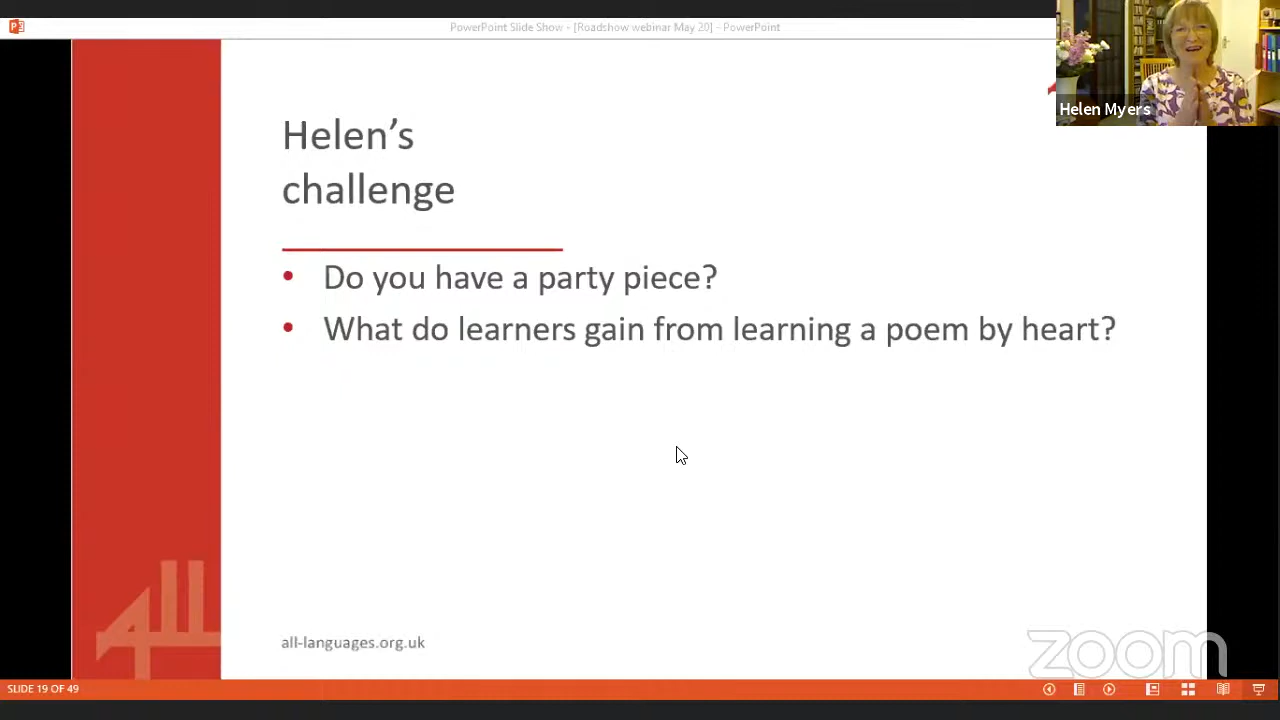 PowerPoint Slide Show - [Roadshow webinar May 20] - PowerPoint
Helen Myers
Helen’s
challenge
• Do you have a party piece?
• What do learners gain from learning a poem by heart?
all-languages.org.uk
zoom
SLIDE 19 OF 49